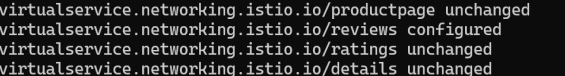 virtualservice.networking.istio.io/productpage unchanged
virtualservice.networking.istio.io/reviews configured
virtualservice.networking.istio.io/ratings unchanged
virtualservice.networking.istio.io/details unchanged